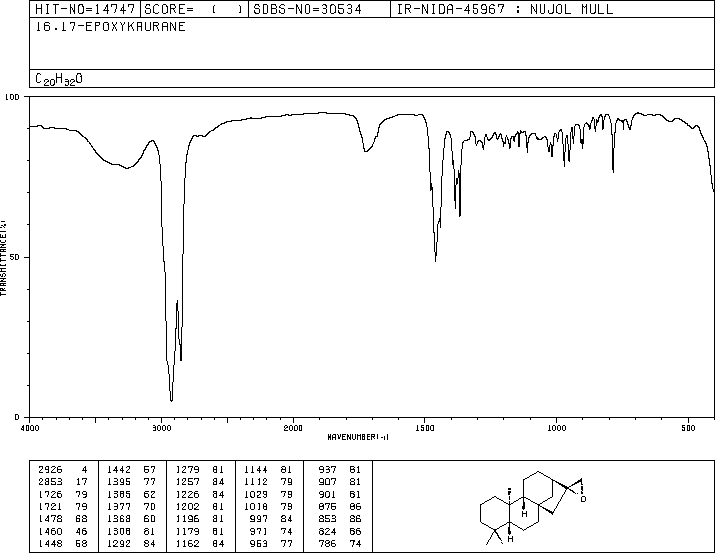 HIT-NO=14747 SCORE= ( ) SDBS-NO=30534 IR-NIDA-45967 : NUJOL MULL
16.17-EPOXYKAURANE
C20H32O
100
50
0
TRANSMITTANCE(%)
4000 3000 2000 1500 1000 500
WAVENUMBER(-1)
2926 4 1442 57 1279 81 1144 81 937 81
2853 17 1395 77 1257 84 1112 79 907 81
1726 79 1385 62 1226 84 1029 79 901 81
1721 79 1377 70 1202 81 1018 79 875 86
1478 68 1368 60 1196 81 997 84 853 86
1460 46 1308 81 1179 81 971 74 824 86
1448 58 1292 84 1162 84 953 77 786 74
H
H
O